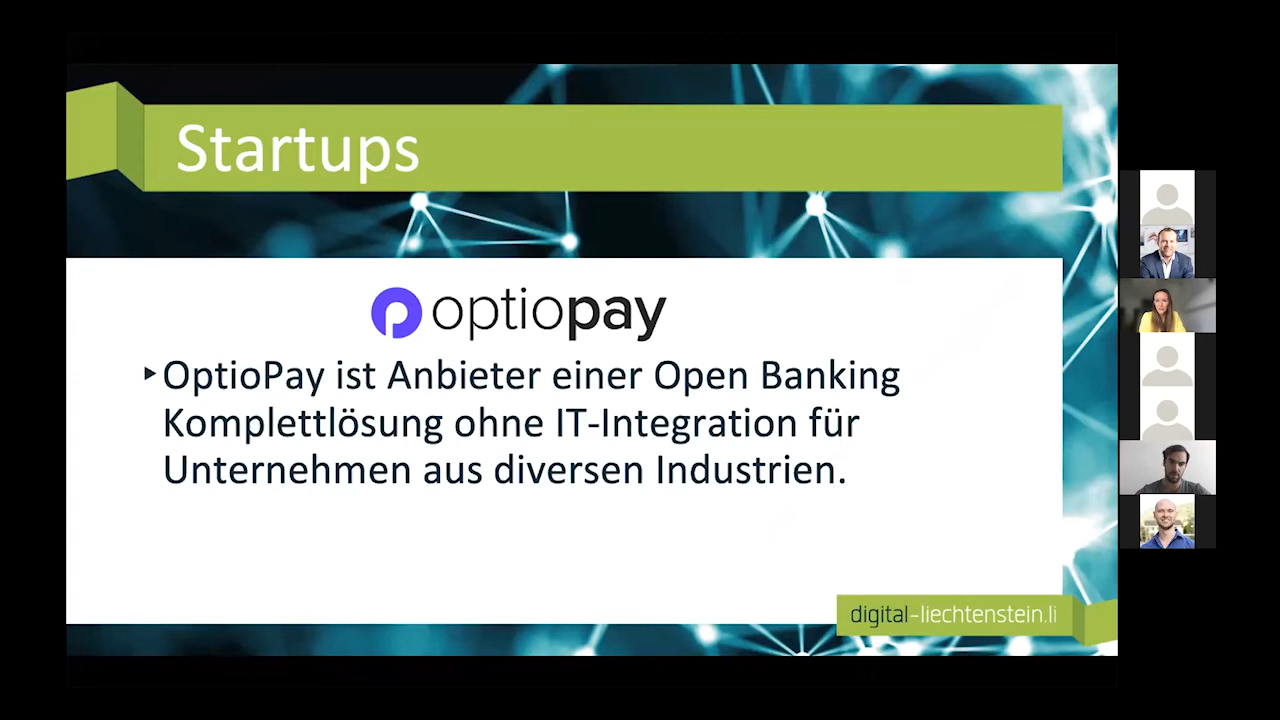 Startups
optiopay
‣OptioPay ist Anbieter einer Open Banking
Komplettlösung ohne IT-Integration für
Unternehmen aus diversen Industrien.
digital-liechtenstein.li